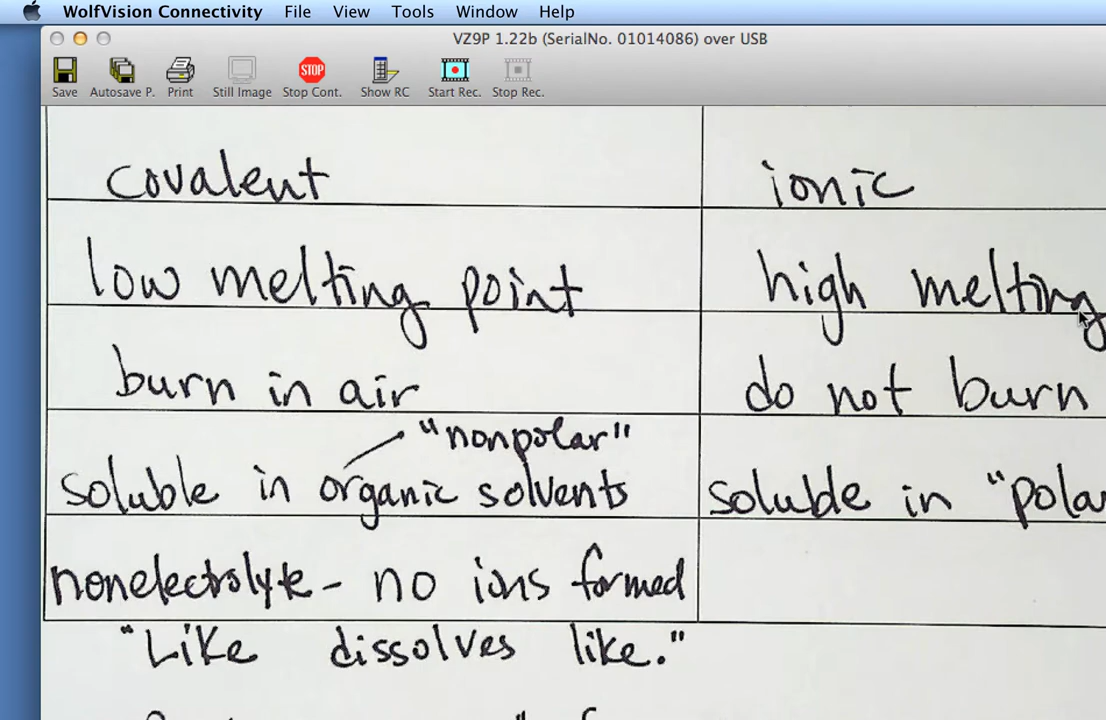 WolfVision Connectivity File View Tools Window Help
VZ9P 1.22b (SerialNo. 01014086) over USB
Save Autosave P. Print Still Image Stop Cont. Show RC Start Rec. Stop Rec.
STOP
covalent ionic
low melting point high melting
burn in air do not burn
"nonpolar"
soluble in organic solvents soluble in "pola
nonelectrolyte - no ions formed
"Like dissolves like."